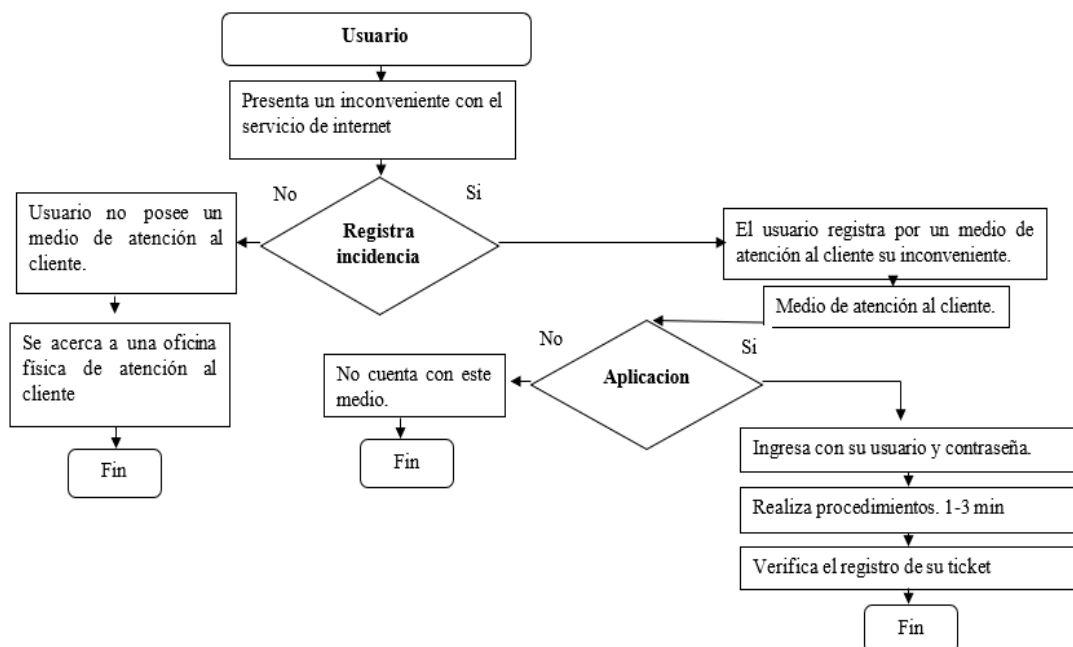 Usuario
Presenta un inconveniente con el
servicio de internet
No
Si
Registra
incidencia
Usuario no posee un
medio de atención al
cliente.
El usuario registra por un medio de
atención al cliente su inconveniente.
Medio de atención al cliente.
Se acerca a una oficina
física de atención al
cliente
No
Si
Aplicacion
No cuenta con este
medio.
Fin
Fin
Ingresa con su usuario y contraseña.
Realiza procedimientos. 1-3 min
Verifica el registro de su ticket
Fin